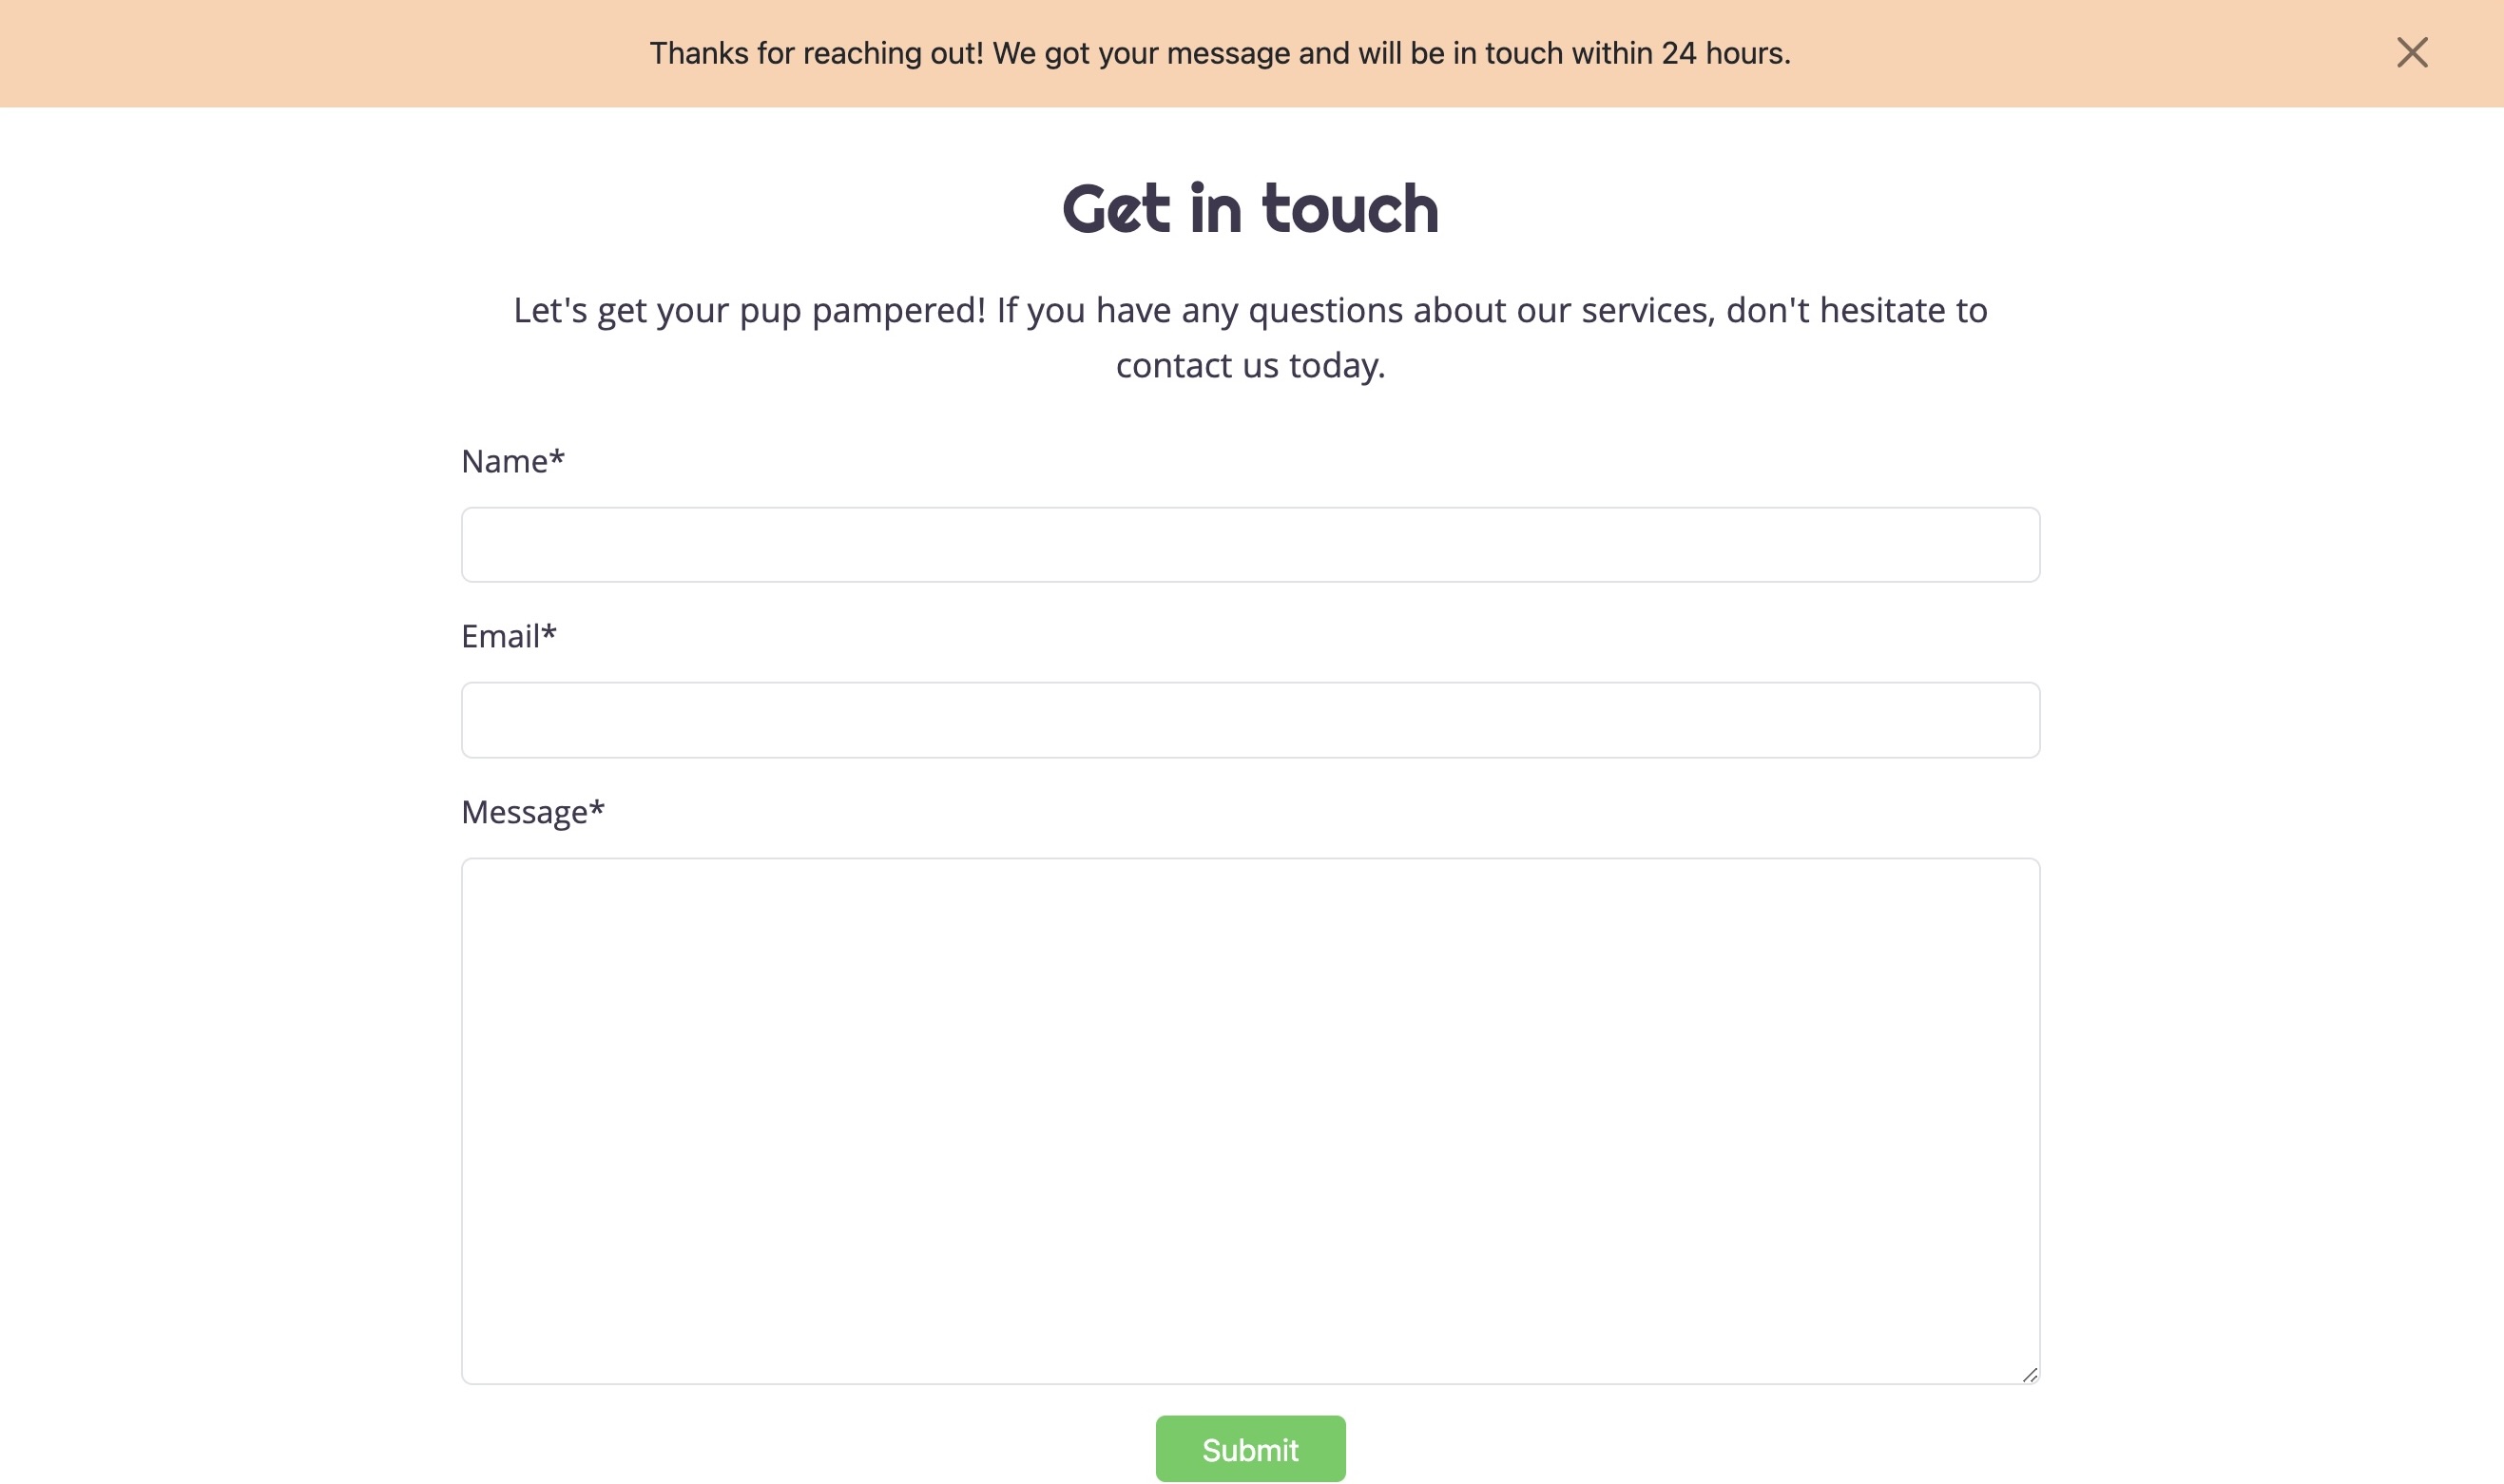 Thanks for reaching out! We got your message and will be in touch within 24 hours.
Get in touch
Let's get your pup pampered! If you have any questions about our services, don't hesitate to
contact us today.
Name*
Email*
Message*
Submit